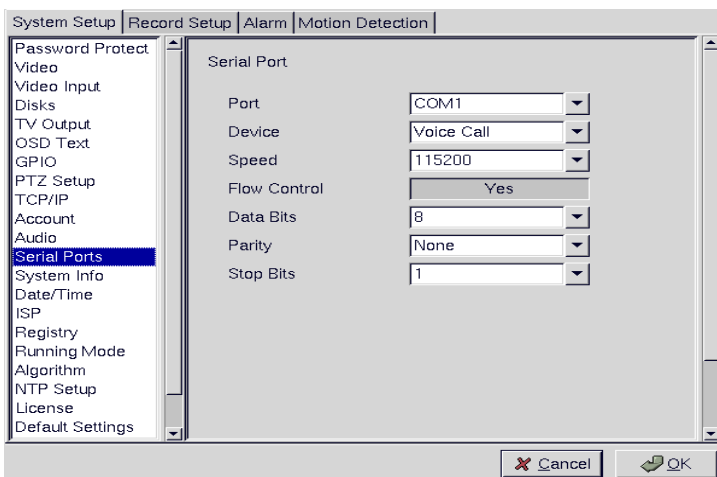 System Setup Record Setup Alarm Motion Detection
Password Protect
Video
Video Input
Disks
TV Output
OSD Text
GPIO
PTZ Setup
TCP/IP
Account
Audio
Serial Ports
System Info
Date/Time
ISP
Registry
Running Mode
Algorithm
NTP Setup
License
Default Settings
Serial Port
Port COM1
Device Voice Call
Speed 115200
Flow Control Yes
Data Bits 8
Parity None
Stop Bits 1
Cancel OK